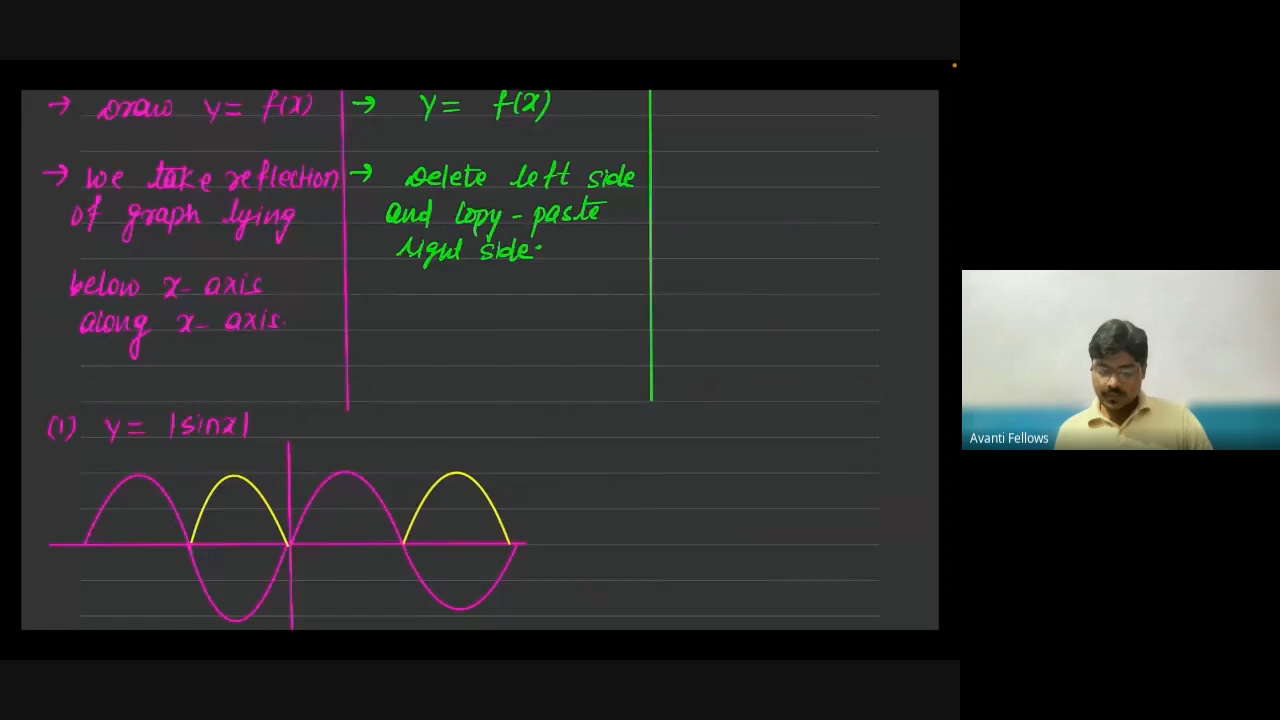 → Draw y = f(x)
→ We take reflection
of graph lying
below x- axis
along x- axis.
→ Y = f(x)
→ Delete left side
and copy - paste
right side.
(1) y = |sinx|
Avanti Fellows